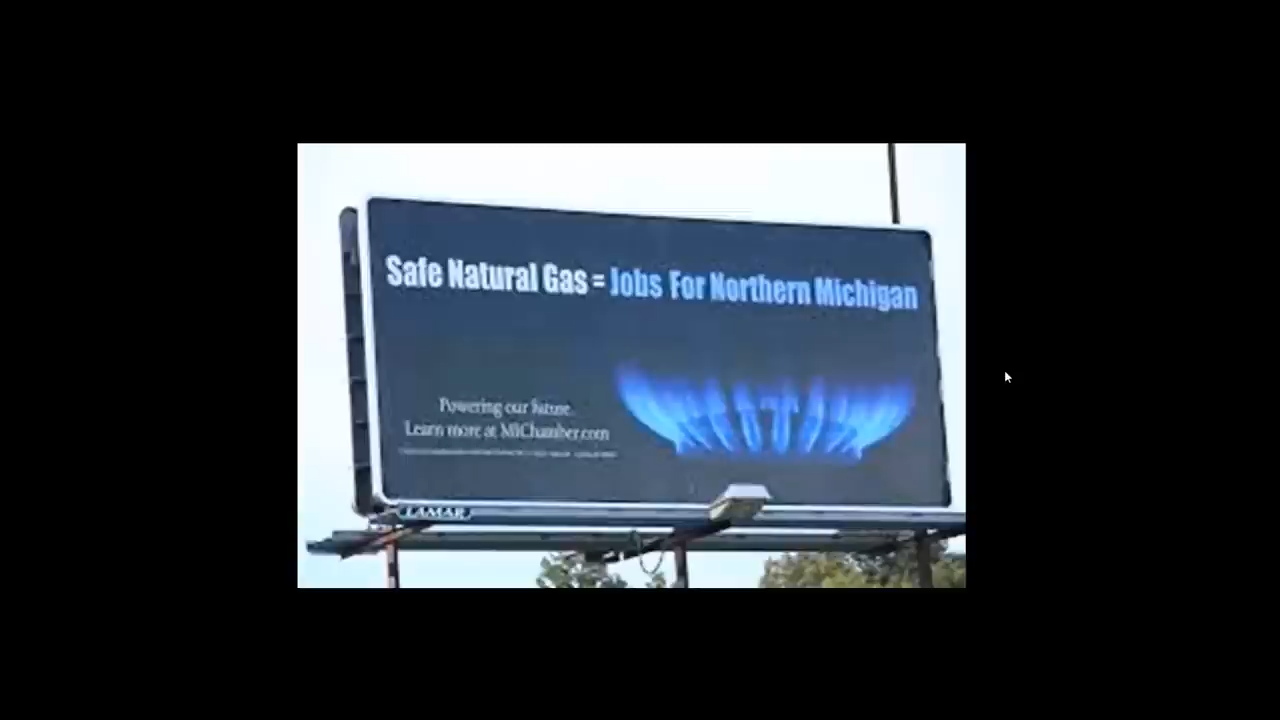 Safe Natural Gas = Jobs For Northern Michigan
Powering our future.
Learn more at MIChamber.com
LAMAR